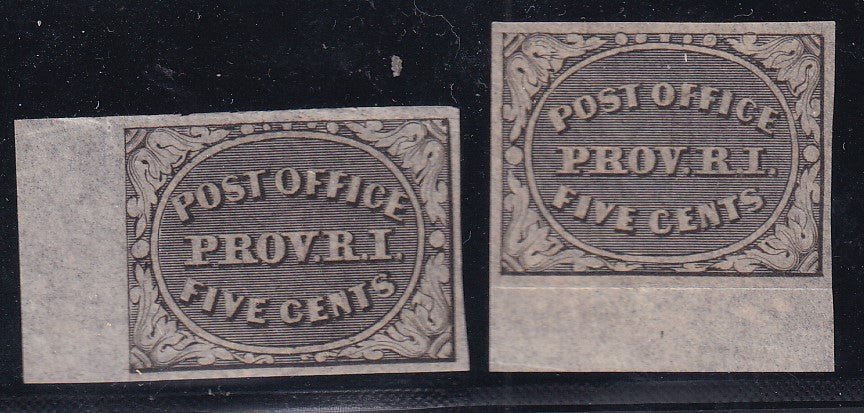 POST OFFICE
PROV. R. I.
FIVE CENTS
POST OFFICE
PROV. R. I.
FIVE CENTS